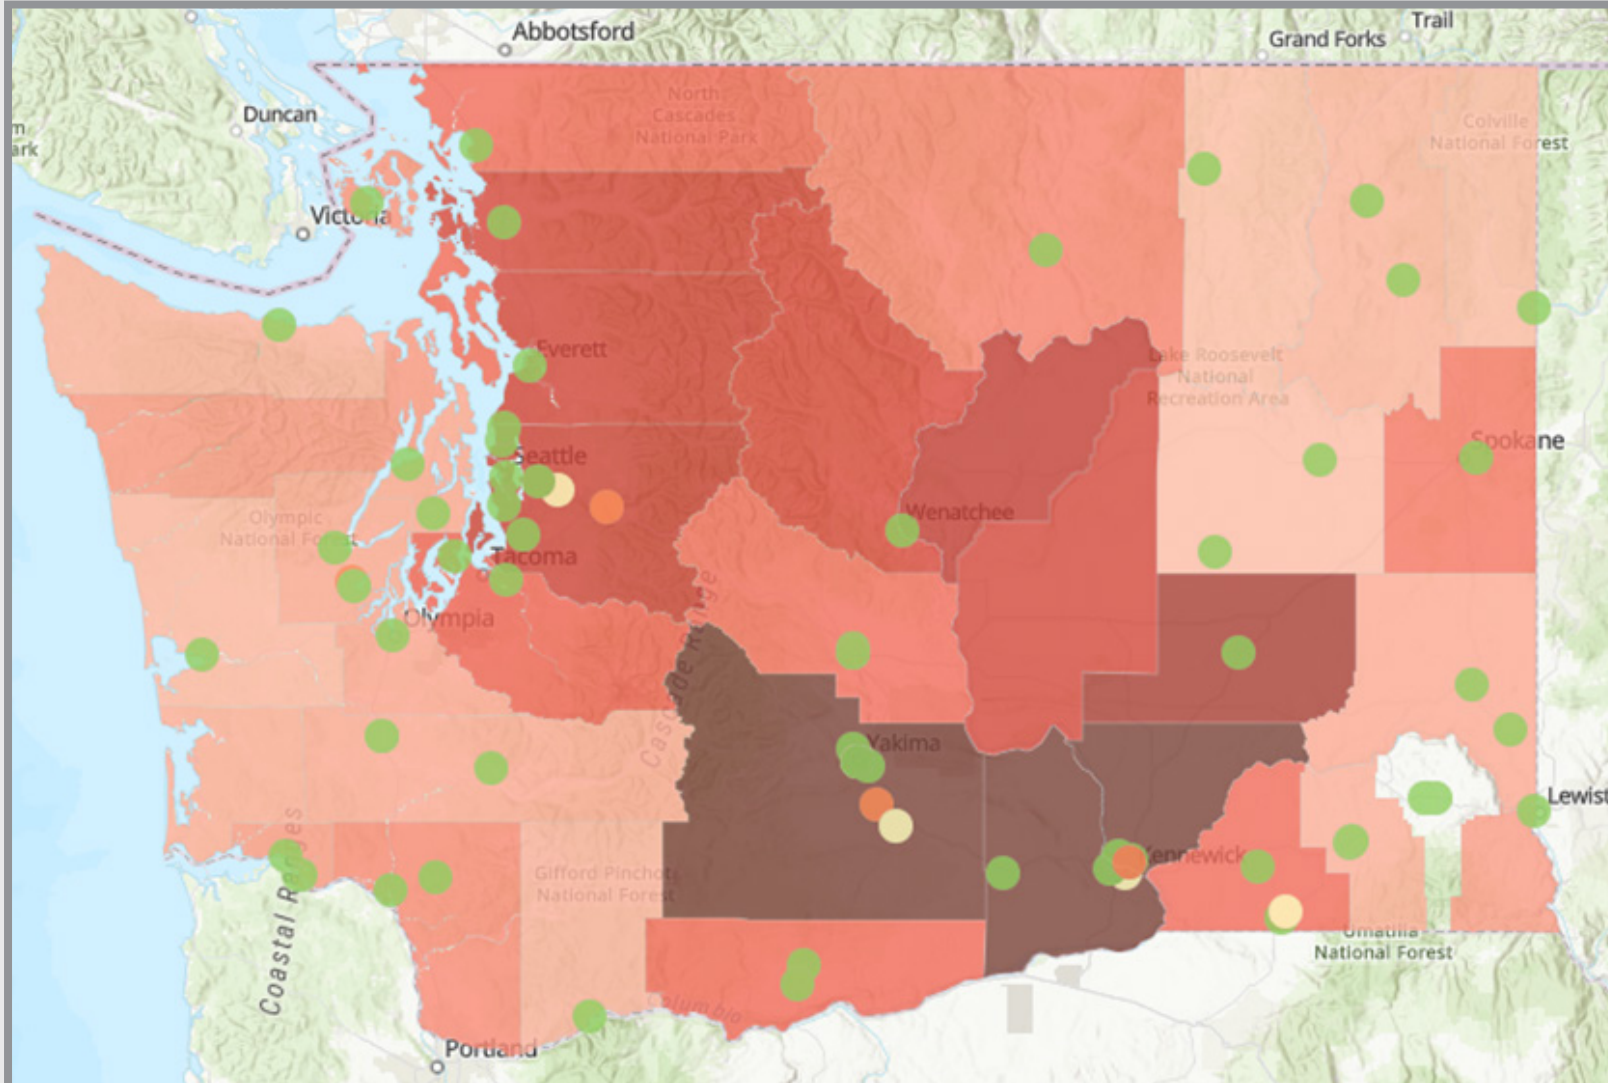 Abbotsford
Trail
Grand Forks
North
Cascades
National Park
Duncan
Colville
National Forest
m
ark
Victoria
Everett
Lake Roosevelt
National
Recreation Area
Seattle
Spokane
Wenatchee
Olympic
National Forest
Tacoma
Olympia
Cascade Range
Yakima
Lewist
Kennewick
Gifford Pinchot
National Forest
Coastal Ranges
Umatilla
National Forest
Columbia
Portland